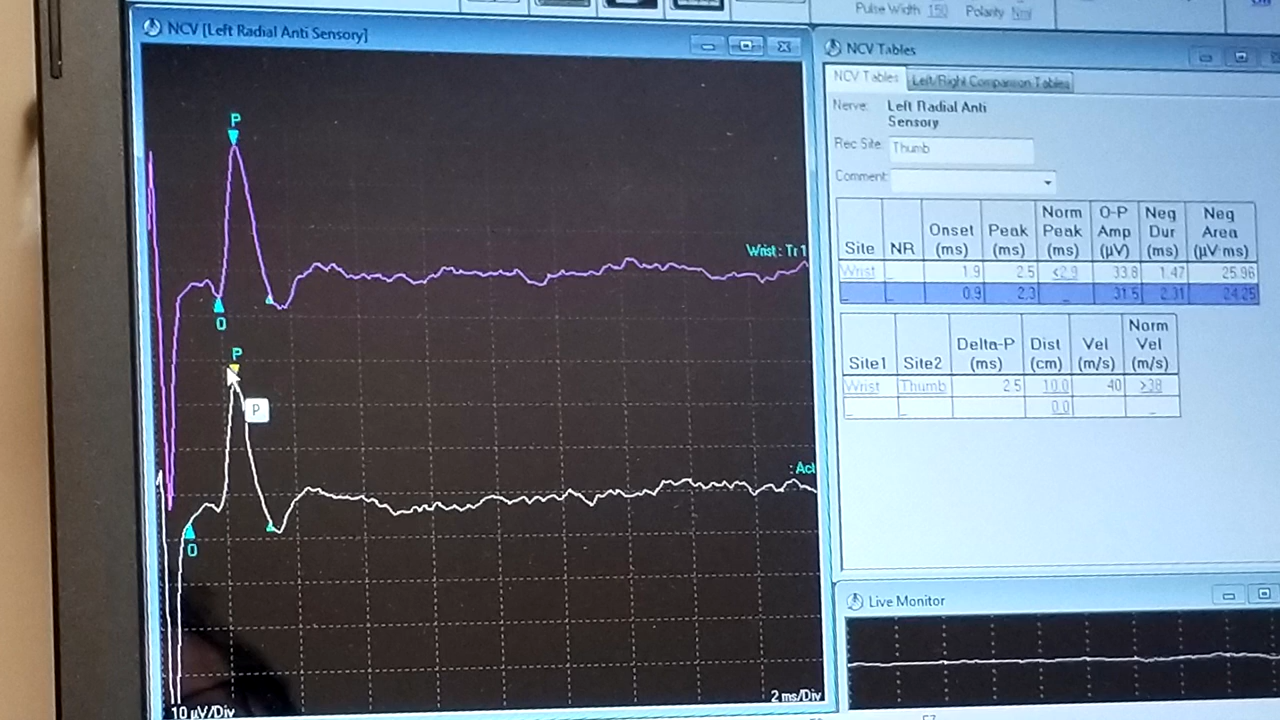 Pulse Width 150 Polarity Nml
NCV [Left Radial Anti Sensory]
P
Wrist : Tr 1
O
P
P
: Act
O
10 µV/Div
2 ms/Div
NCV Tables
NCV Tables Left/Right Comparison Tables
Nerve: Left Radial Anti
Sensory
Rec Site: Thumb
Comment:
Site NR Onset (ms) Peak (ms) Norm Peak (ms) O-P Amp (µV) Neg Dur (ms) Neg Area (µV·ms)
Wrist _ 1.9 2.5 <2.9 33.8 1.47 25.96
_ _ 0.9 2.3 _ 31.5 2.31 24.25
Site1 Site2 Delta-P (ms) Dist (cm) Vel (m/s) Norm Vel (m/s)
Wrist Thumb 2.5 10.0 40 >38
_ _ 0.0 _
Live Monitor